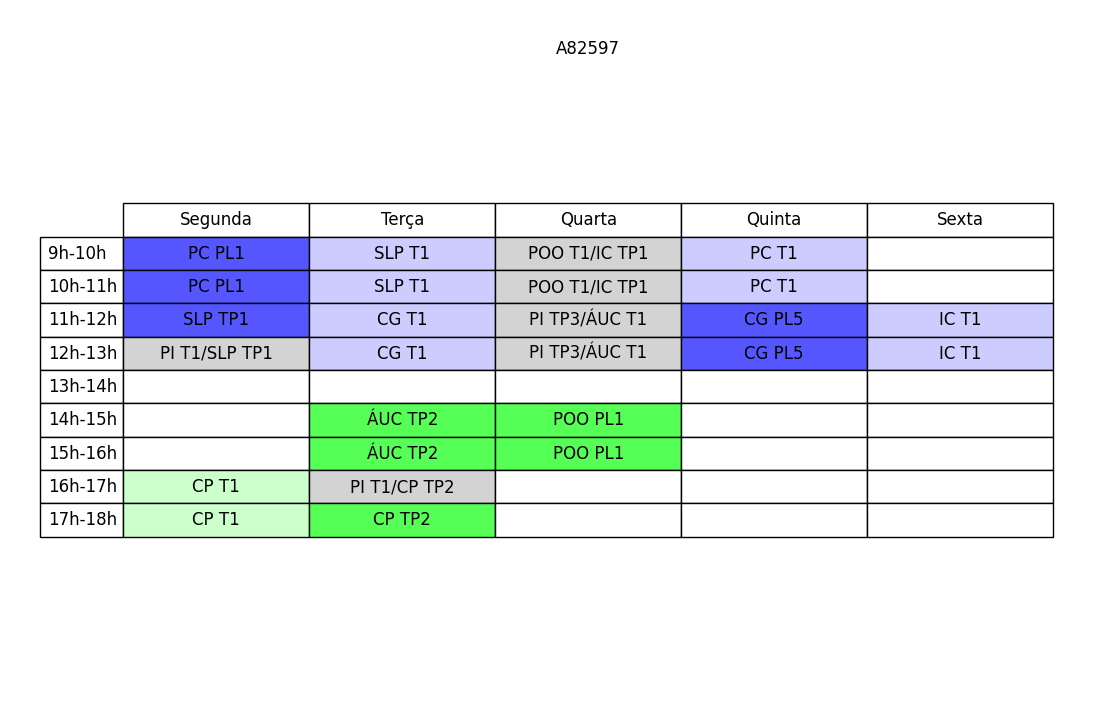 A82597
Segunda Terça Quarta Quinta Sexta
9h-10h PC PL1 SLP T1 POO T1/IC TP1 PC T1
10h-11h PC PL1 SLP T1 POO T1/IC TP1 PC T1
11h-12h SLP TP1 CG T1 PI TP3/ÁUC T1 CG PL5 IC T1
12h-13h PI T1/SLP TP1 CG T1 PI TP3/ÁUC T1 CG PL5 IC T1
13h-14h
14h-15h ÁUC TP2 POO PL1
15h-16h ÁUC TP2 POO PL1
16h-17h CP T1 PI T1/CP TP2
17h-18h CP T1 CP TP2